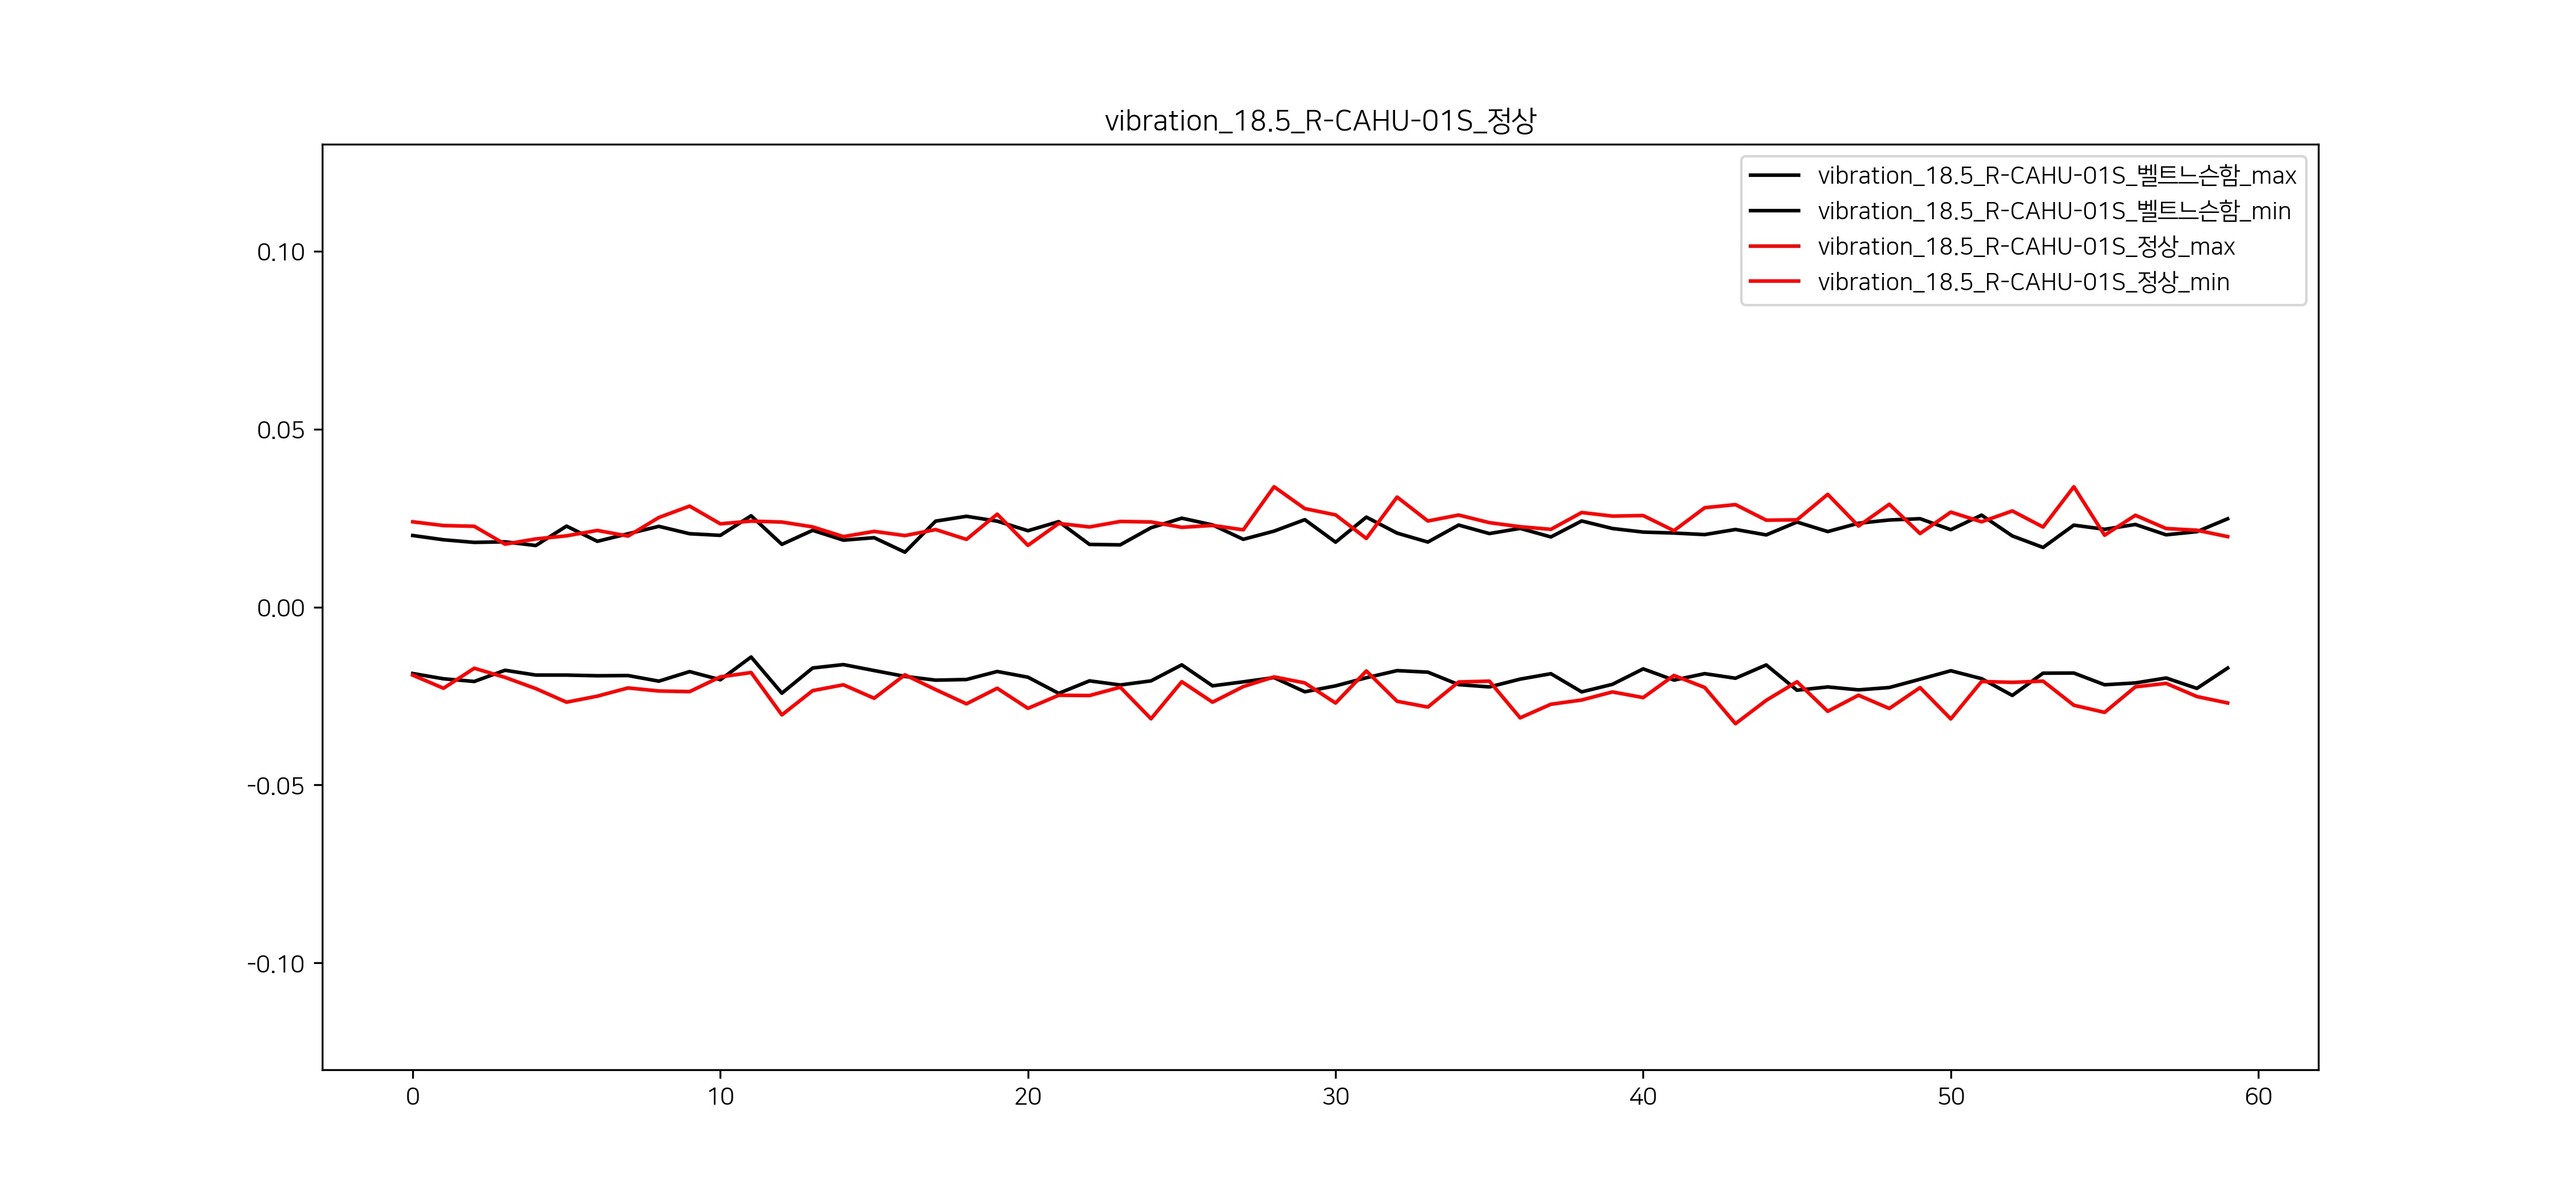 vibration_18.5_R-CAHU-01S_정상
vibration_18.5_R-CAHU-01S_벨트느슨함_max
vibration_18.5_R-CAHU-01S_벨트느슨함_min
vibration_18.5_R-CAHU-01S_정상_max
vibration_18.5_R-CAHU-01S_정상_min
0.10
0.05
0.00
-0.05
-0.10
0 10 20 30 40 50 60